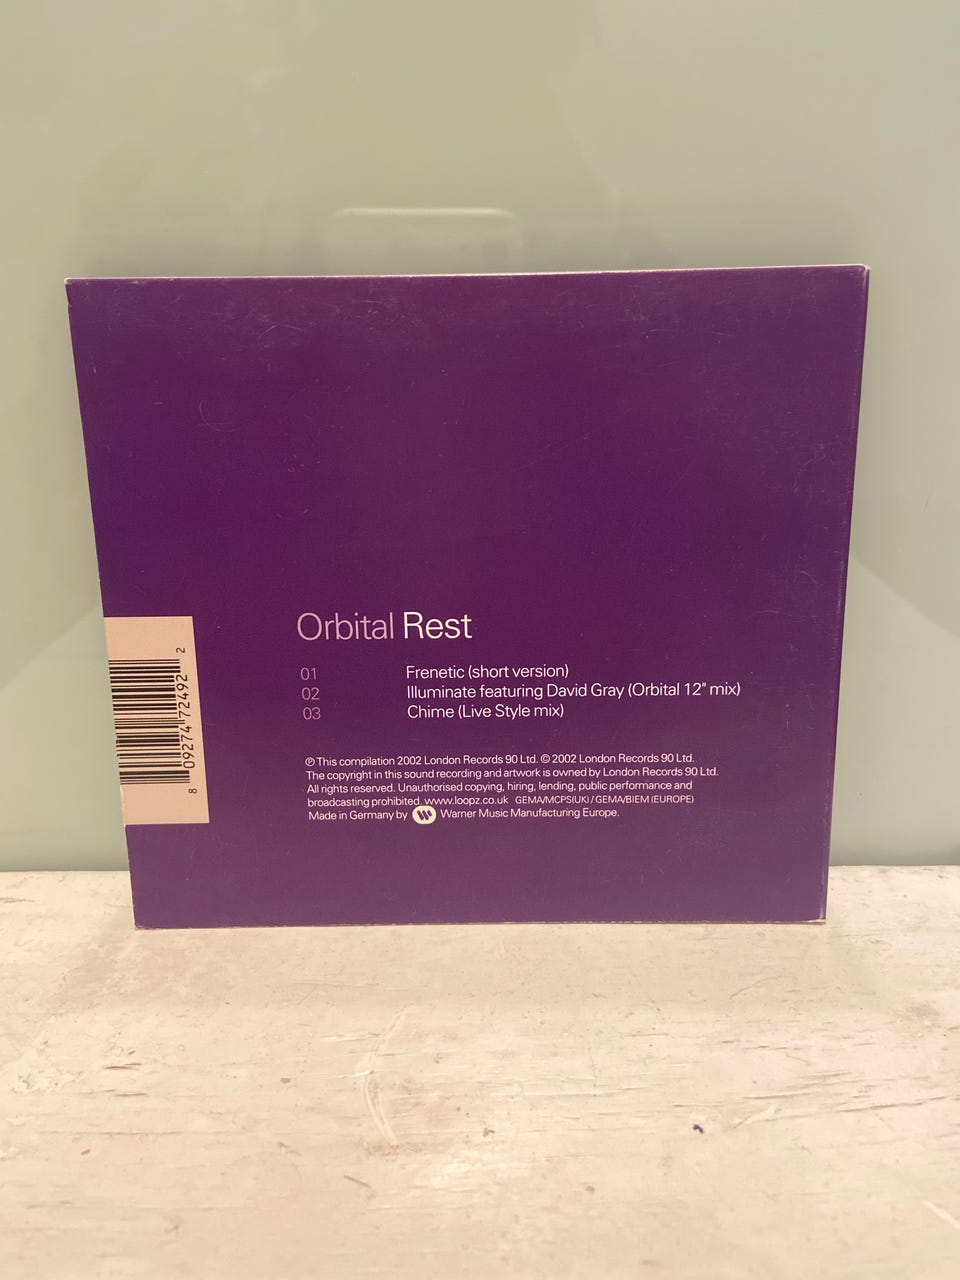 Orbital Rest
01 Frenetic (short version)
02 Illuminate featuring David Gray (Orbital 12" mix)
03 Chime (Live Style mix)
℗ This compilation 2002 London Records 90 Ltd. © 2002 London Records 90 Ltd.
The copyright in this sound recording and artwork is owned by London Records 90 Ltd.
All rights reserved. Unauthorised copying, hiring, lending, public performance and
broadcasting prohibited. www.loopz.co.uk GEMA/MCPS(UK) / GEMA/BIEM (EUROPE)
Made in Germany by Warner Music Manufacturing Europe.
8 09274 72492 2